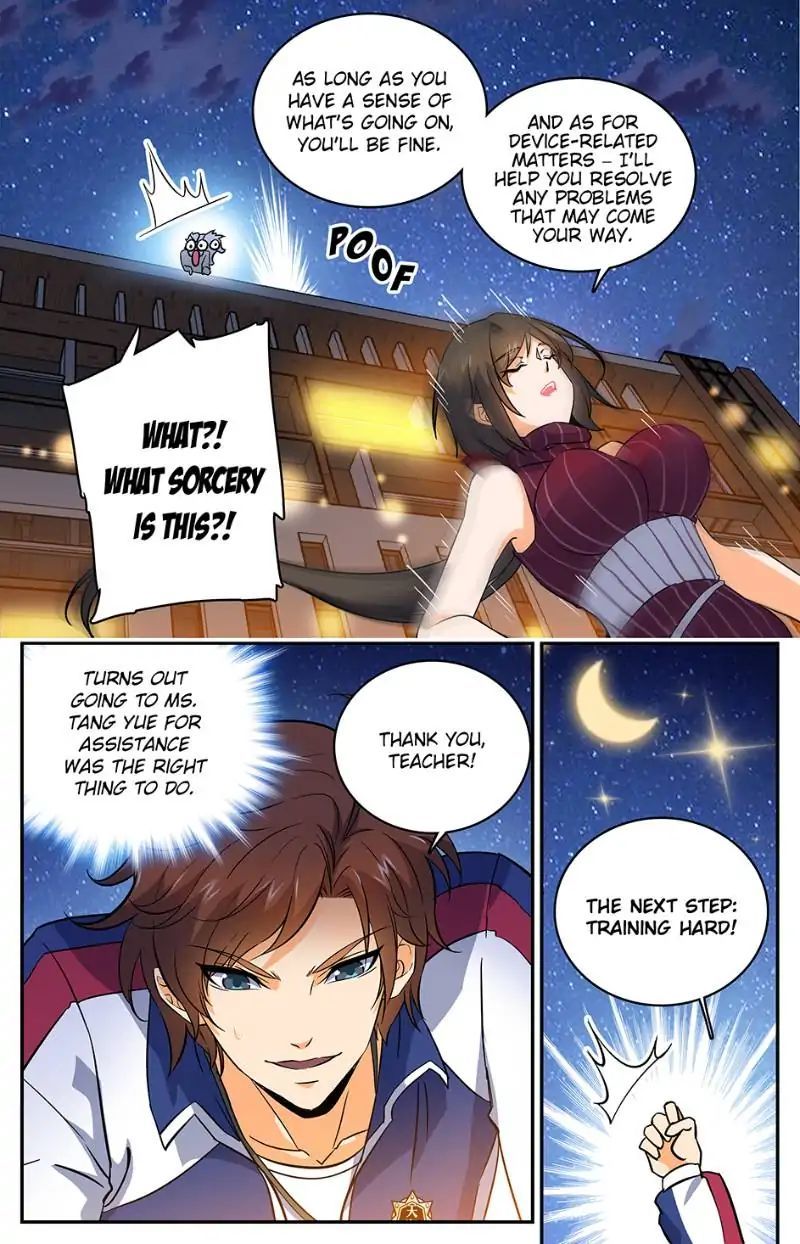 AS LONG AS YOU
HAVE A SENSE OF
WHAT'S GOING ON,
YOU'LL BE FINE.
AND AS FOR
DEVICE-RELATED
MATTERS – I'LL
HELP YOU RESOLVE
ANY PROBLEMS
THAT MAY COME
YOUR WAY.
POOF
WHAT?!
WHAT SORCERY
IS THIS?!
TURNS OUT
GOING TO MS.
TANG YUE FOR
ASSISTANCE
WAS THE RIGHT
THING TO DO.
THANK YOU,
TEACHER!
THE NEXT STEP:
TRAINING HARD!
大